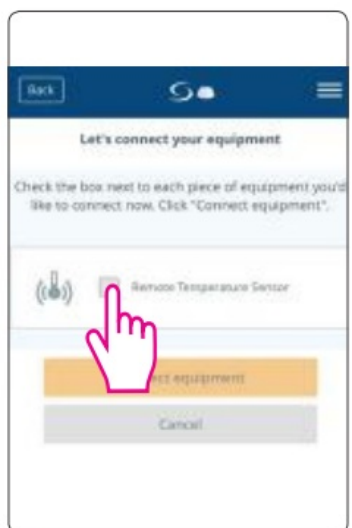 Back
Let's connect your equipment
Check the box next to each piece of equipment you'd
like to connect now. Click "Connect equipment".
Remote Temperature Sensor
ect equipment
Cancel